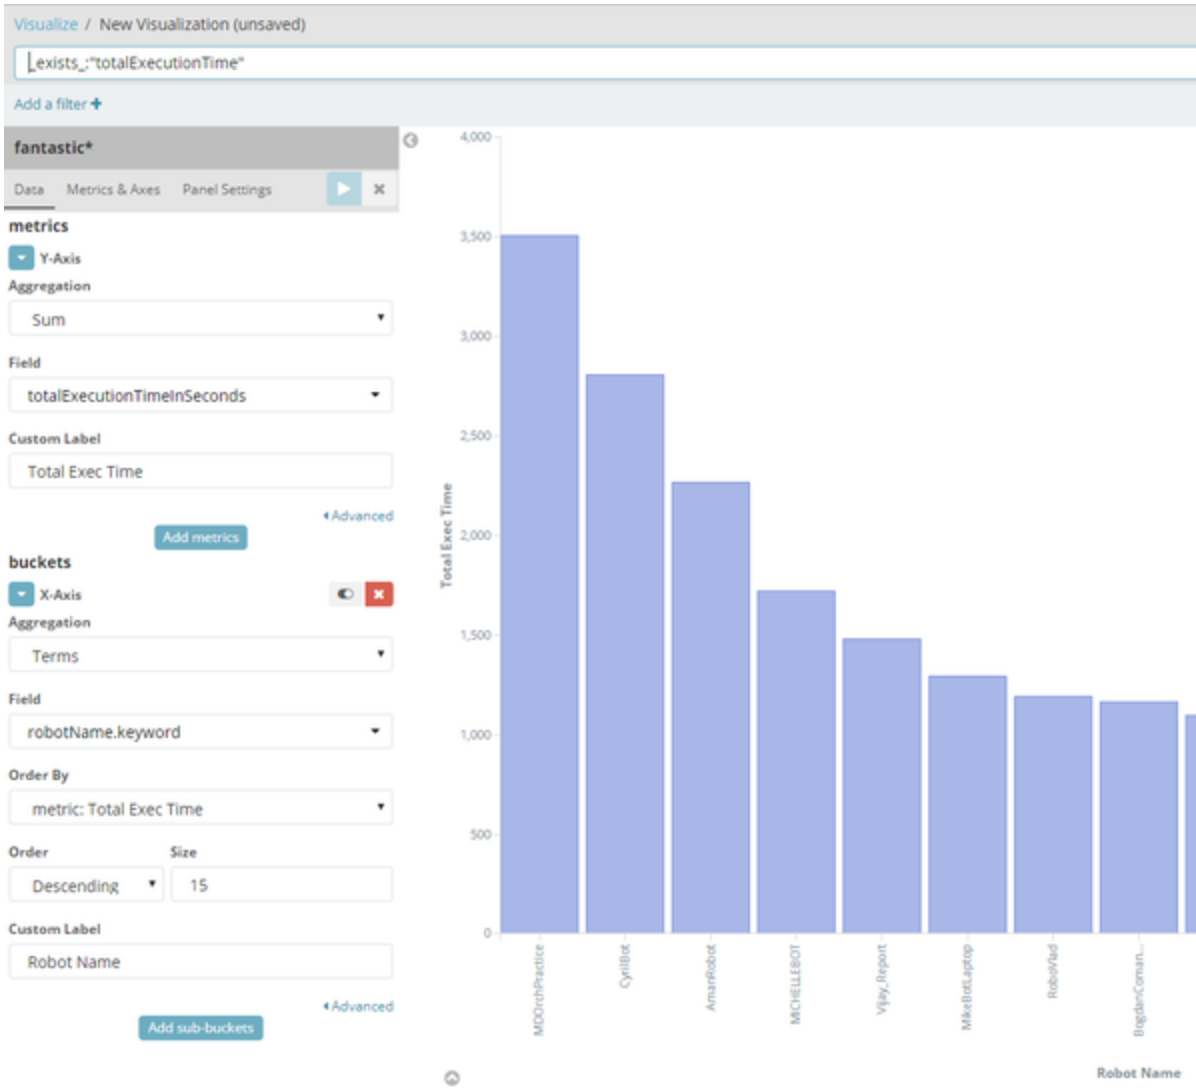 Visualize / New Visualization (unsaved)
_exists_:"totalExecutionTime"
Add a filter +
fantastic*
Data Metrics & Axes Panel Settings
metrics
Y-Axis
Aggregation
Sum
Field
totalExecutionTimeInSeconds
Custom Label
Total Exec Time
Advanced
Add metrics
buckets
X-Axis
Aggregation
Terms
Field
robotName.keyword
Order By
metric: Total Exec Time
Order Size
Descending 15
Custom Label
Robot Name
Advanced
Add sub-buckets
4,000
3,500
3,000
2,500
2,000
1,500
1,000
500
0
Total Exec Time
MDOrchPractice
CyrilBot
AmanRobot
MICHELLEBOT
Vijay_Report
MikeBotLaptop
RoboVlad
BogdanComan...
Robot Name